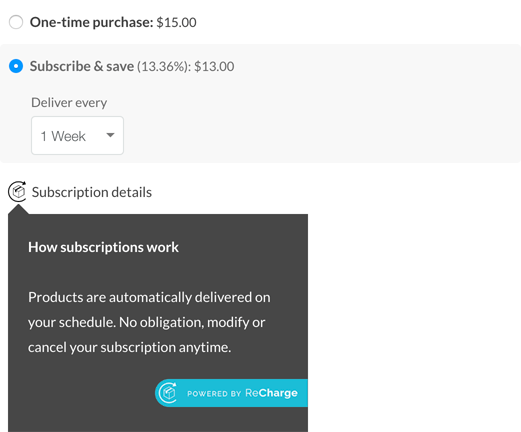 One-time purchase: $15.00
Subscribe & save (13.36%): $13.00
Deliver every
1 Week
Subscription details
How subscriptions work
Products are automatically delivered on
your schedule. No obligation, modify or
cancel your subscription anytime.
POWERED BY ReCharge